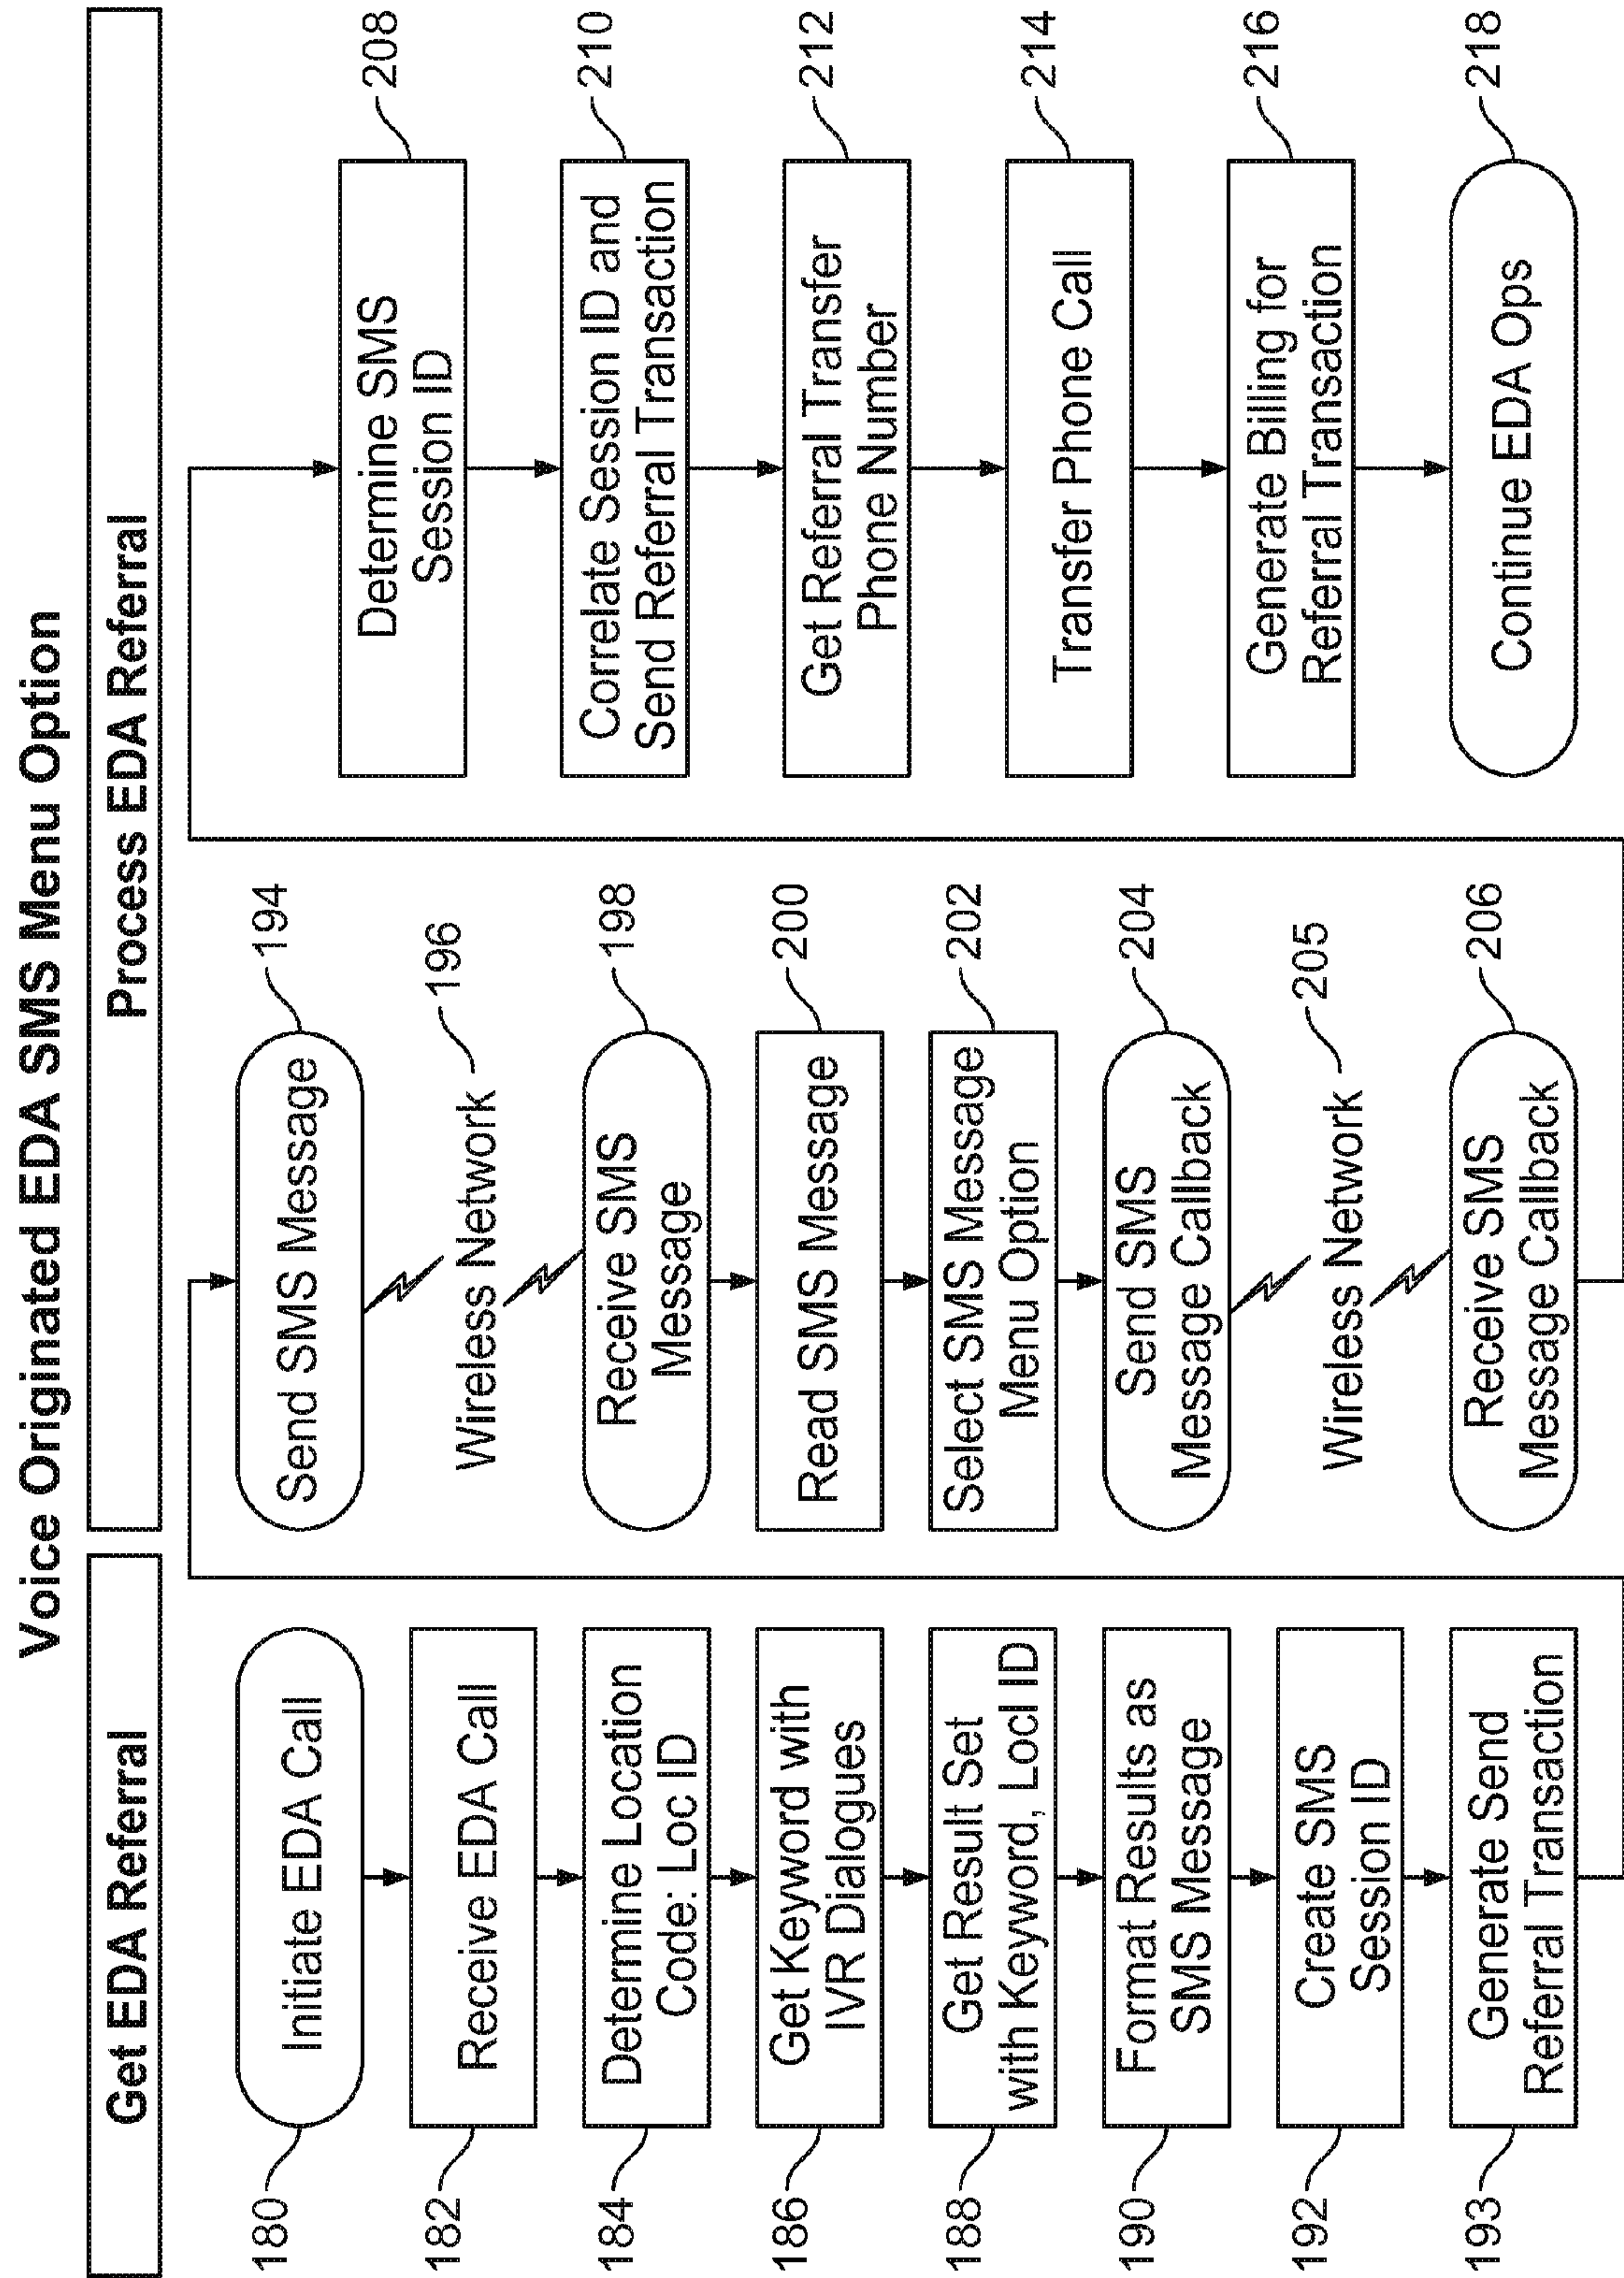 Voice Originated EDA SMS Menu Option
Get EDA Referral
Process EDA Referral
180
Initiate EDA Call
182
Receive EDA Call
184
Determine Location
Code: Loc ID
186
Get Keyword with
IVR Dialogues
188
Get Result Set
with Keyword, Locl ID
190
Format Results as
SMS Message
192
Create SMS
Session ID
193
Generate Send
Referral Transaction
Send SMS Message
194
Wireless Network
196
Receive SMS
Message
198
Read SMS Message
200
Select SMS Message
Menu Option
202
Send SMS
Message Callback
204
Wireless Network
205
Receive SMS
Message Callback
206
Determine SMS
Session ID
208
Correlate Session ID and
Send Referral Transaction
210
Get Referral Transfer
Phone Number
212
Transfer Phone Call
214
Generate Billing for
Referral Transaction
216
Continue EDA Ops
218